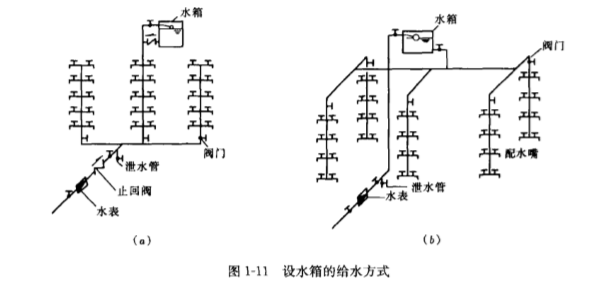 水箱
阀门
泄水管
止回阀
水表
(a)
水箱
阀门
配水嘴
泄水管
水表
(b)
图 1-11 设水箱的给水方式